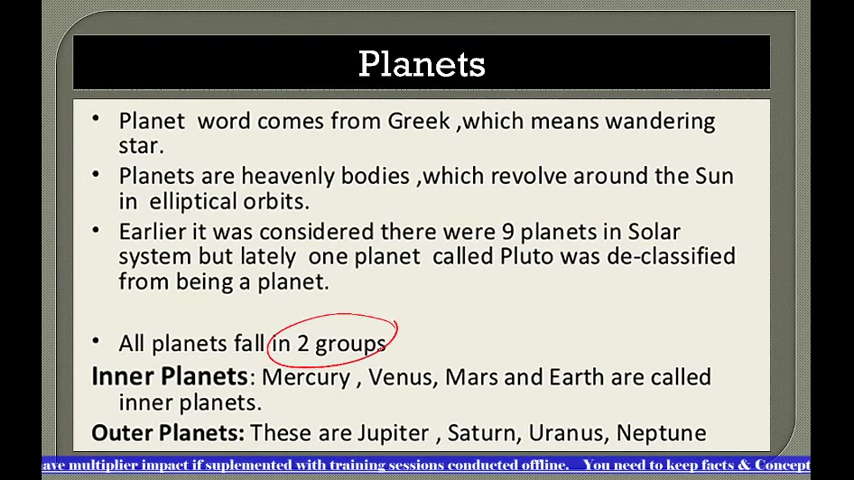 Planets
• Planet word comes from Greek ,which means wandering
star.
• Planets are heavenly bodies ,which revolve around the Sun
in elliptical orbits.
• Earlier it was considered there were 9 planets in Solar
system but lately one planet called Pluto was de-classified
from being a planet.
• All planets fall in 2 groups
Inner Planets: Mercury , Venus, Mars and Earth are called
inner planets.
Outer Planets: These are Jupiter , Saturn, Uranus, Neptune
ave multiplier impact if suplemented with training sessions conducted offline. You need to keep facts & Concept